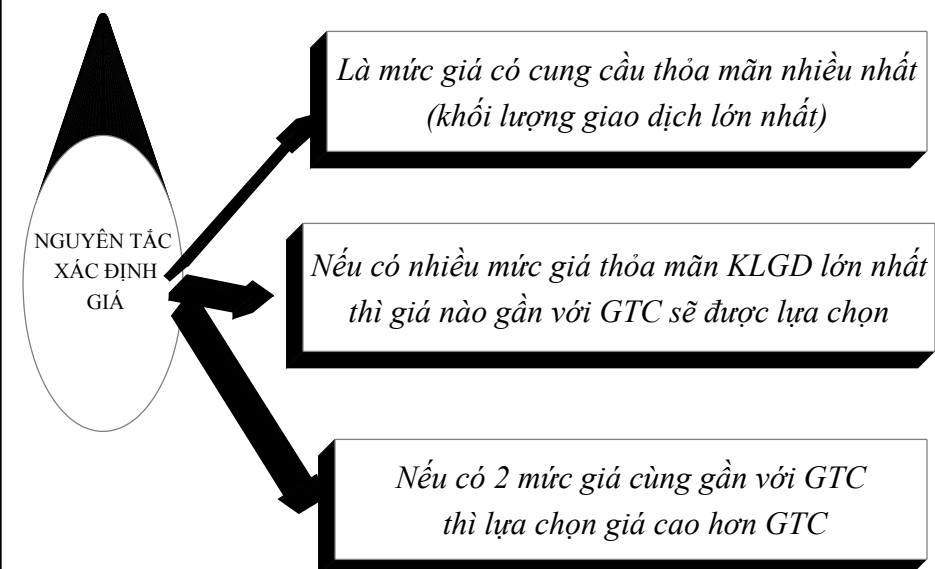 NGUYÊN TẮC
XÁC ĐỊNH
GIÁ
Là mức giá có cung cầu thỏa mãn nhiều nhất
(khối lượng giao dịch lớn nhất)
Nếu có nhiều mức giá thỏa mãn KLGD lớn nhất
thì giá nào gần với GTC sẽ được lựa chọn
Nếu có 2 mức giá cùng gần với GTC
thì lựa chọn giá cao hơn GTC